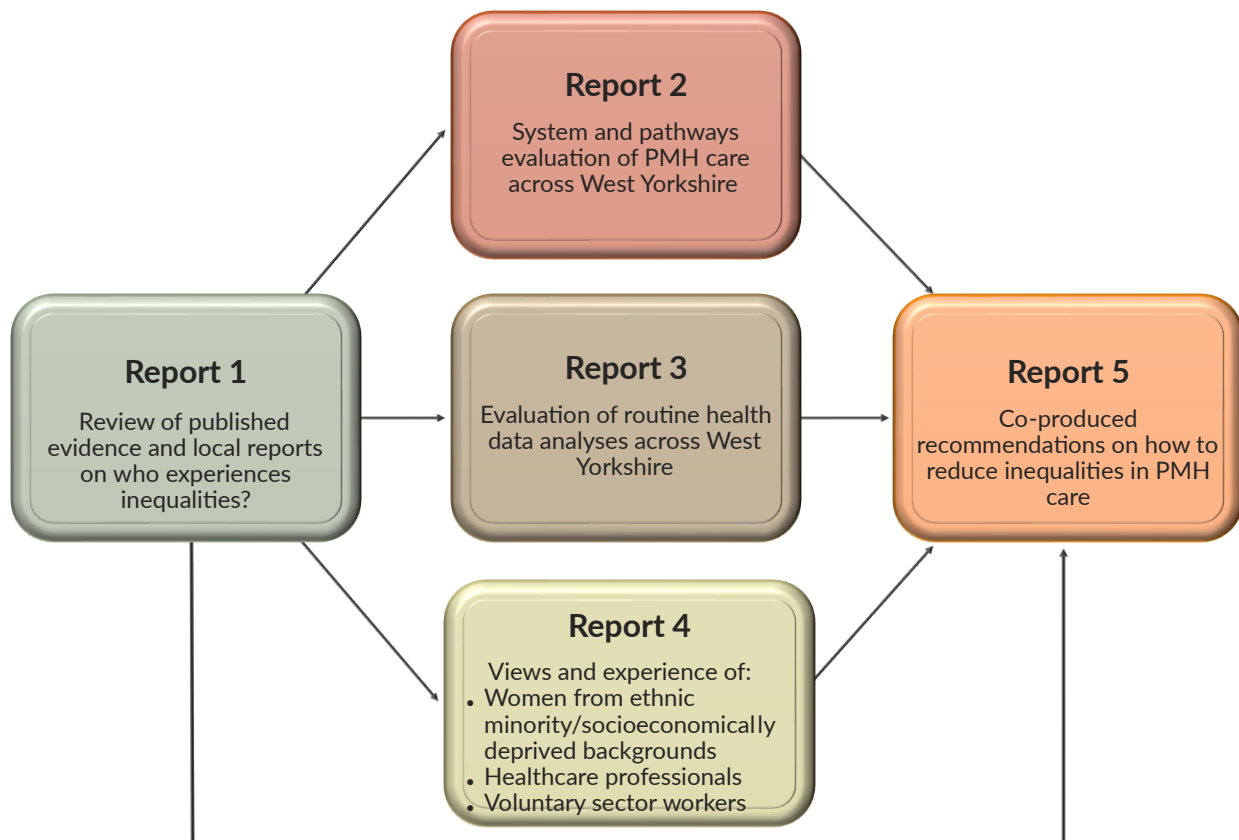 Report 2
System and pathways
evaluation of PMH care
across West Yorkshire
Report 1
Review of published
evidence and local reports
on who experiences
inequalities?
Report 3
Evaluation of routine health
data analyses across West
Yorkshire
Report 5
Co-produced
recommendations on how to
reduce inequalities in PMH
care
Report 4
Views and experience of:
• Women from ethnic
minority/socioeconomically
deprived backgrounds
• Healthcare professionals
• Voluntary sector workers